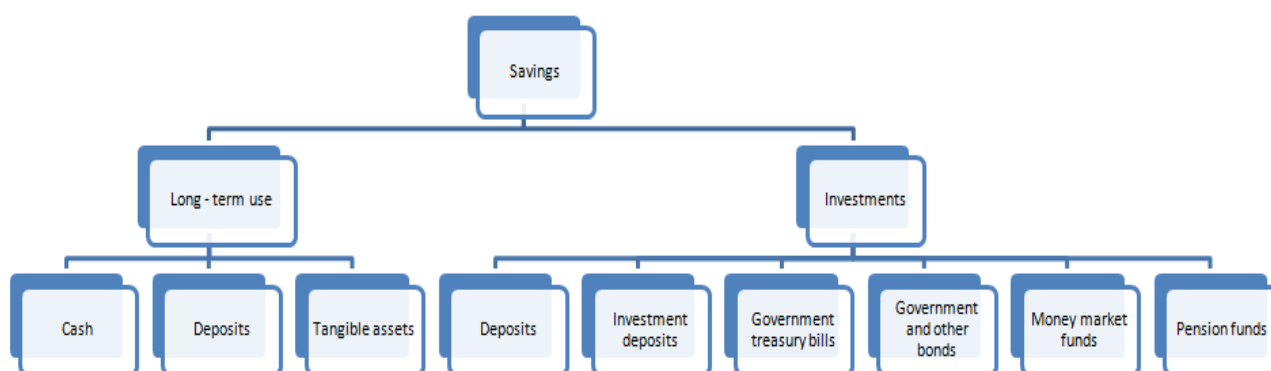 Savings
Long - term use
Investments
Cash
Deposits
Tangible assets
Deposits
Investment
deposits
Government
treasury bills
Government
and other
bonds
Money market
funds
Pension funds